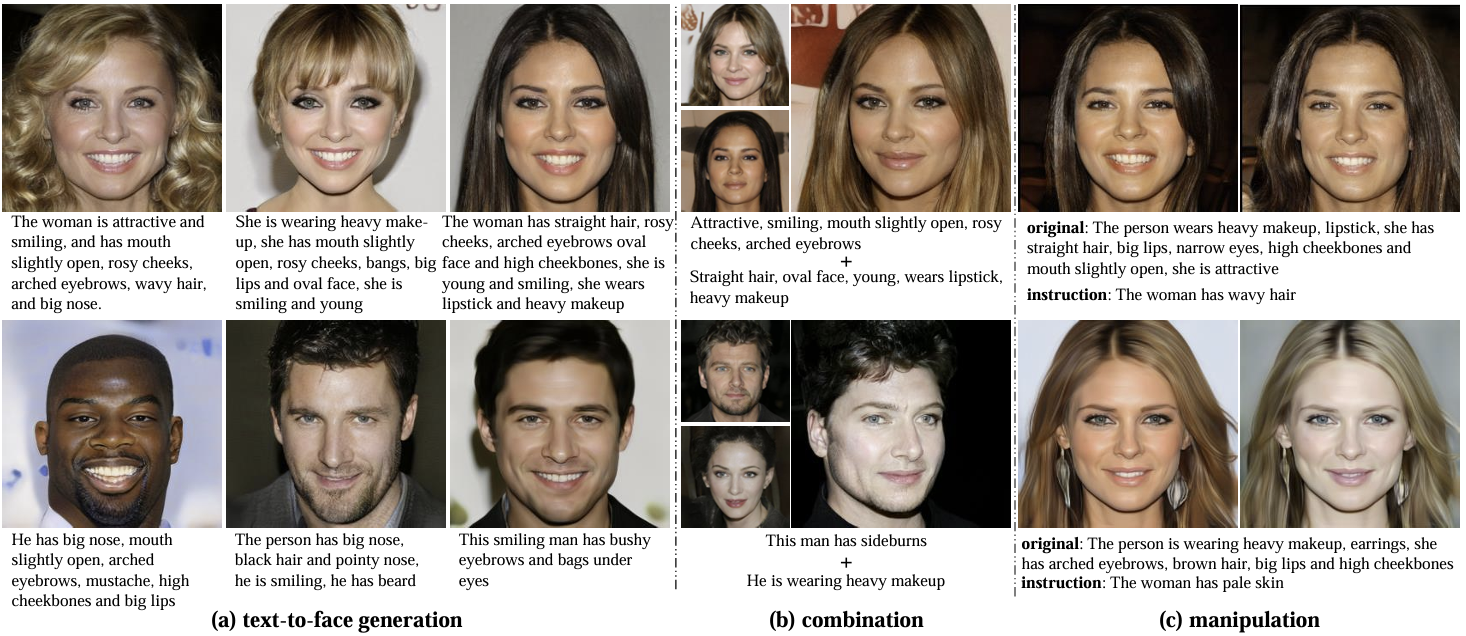 The woman is attractive and
smiling, and has mouth
slightly open, rosy cheeks,
arched eyebrows, wavy hair,
and big nose.
She is wearing heavy make-
up, she has mouth slightly
open, rosy cheeks, bangs, big
lips and oval face, she is
smiling and young
The woman has straight hair, rosy
cheeks, arched eyebrows oval
face and high cheekbones, she is
young and smiling, she wears
lipstick and heavy makeup
He has big nose, mouth
slightly open, arched
eyebrows, mustache, high
cheekbones and big lips
The person has big nose,
black hair and pointy nose,
he is smiling, he has beard
This smiling man has bushy
eyebrows and bags under
eyes
(a) text-to-face generation
Attractive, smiling, mouth slightly open, rosy
cheeks, arched eyebrows
+
Straight hair, oval face, young, wears lipstick,
heavy makeup
This man has sideburns
+
He is wearing heavy makeup
(b) combination
original: The person wears heavy makeup, lipstick, she has
straight hair, big lips, narrow eyes, high cheekbones and
mouth slightly open, she is attractive
instruction: The woman has wavy hair
original: The person is wearing heavy makeup, earrings, she
has arched eyebrows, brown hair, big lips and high cheekbones
instruction: The woman has pale skin
(c) manipulation